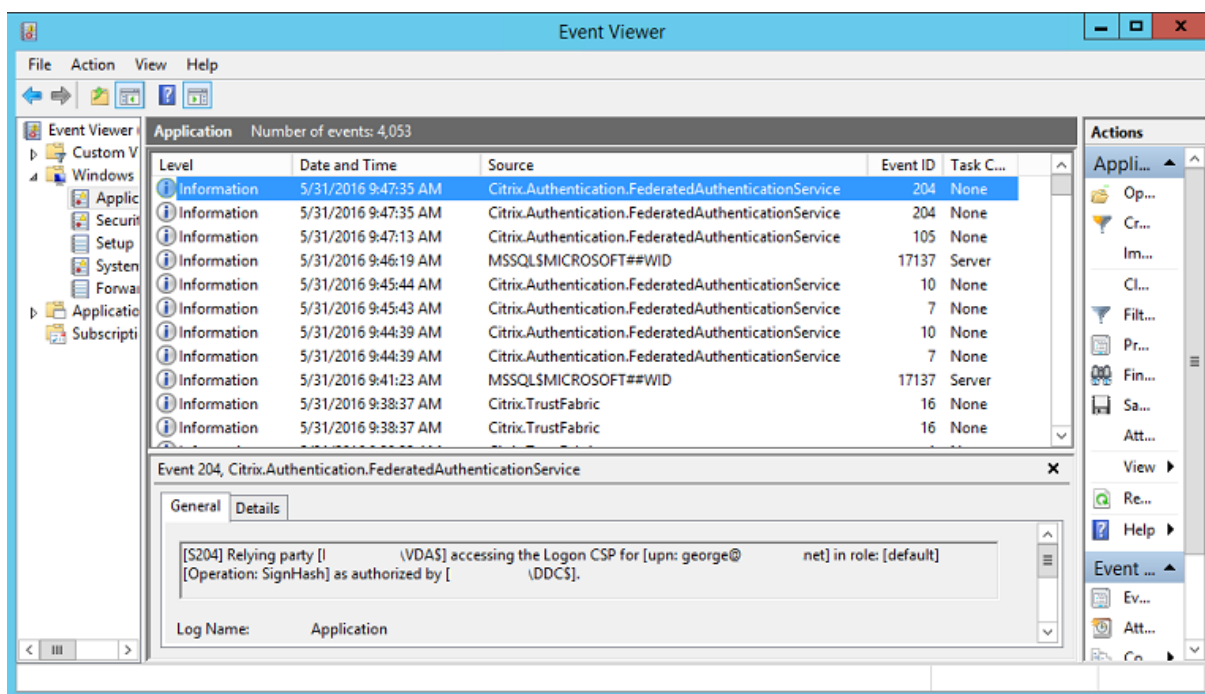 Event Viewer
File Action View Help
Event Viewer
Custom V
Windows
Applic
Securit
Setup
System
Forwar
Applicatio
Subscripti
Application Number of events: 4,053
Level Date and Time Source Event ID Task C...
Information 5/31/2016 9:47:35 AM Citrix.Authentication.FederatedAuthenticationService 204 None
Information 5/31/2016 9:47:35 AM Citrix.Authentication.FederatedAuthenticationService 204 None
Information 5/31/2016 9:47:13 AM Citrix.Authentication.FederatedAuthenticationService 105 None
Information 5/31/2016 9:46:19 AM MSSQL$MICROSOFT##WID 17137 Server
Information 5/31/2016 9:45:44 AM Citrix.Authentication.FederatedAuthenticationService 10 None
Information 5/31/2016 9:45:43 AM Citrix.Authentication.FederatedAuthenticationService 7 None
Information 5/31/2016 9:44:39 AM Citrix.Authentication.FederatedAuthenticationService 10 None
Information 5/31/2016 9:44:39 AM Citrix.Authentication.FederatedAuthenticationService 7 None
Information 5/31/2016 9:41:23 AM MSSQL$MICROSOFT##WID 17137 Server
Information 5/31/2016 9:38:37 AM Citrix.TrustFabric 16 None
Information 5/31/2016 9:38:37 AM Citrix.TrustFabric 16 None
Event 204, Citrix.Authentication.FederatedAuthenticationService
General Details
[S204] Relying party [ \VDA$] accessing the Logon CSP for [upn: george@ net] in role: [default]
[Operation: SignHash] as authorized by [ \DDC$].
Log Name: Application
Actions
Appli...
Op...
Cr...
Im...
Cl...
Filt...
Pr...
Fin...
Sa...
Att...
View
Re...
Help
Event ...
Ev...
Att...
Co...